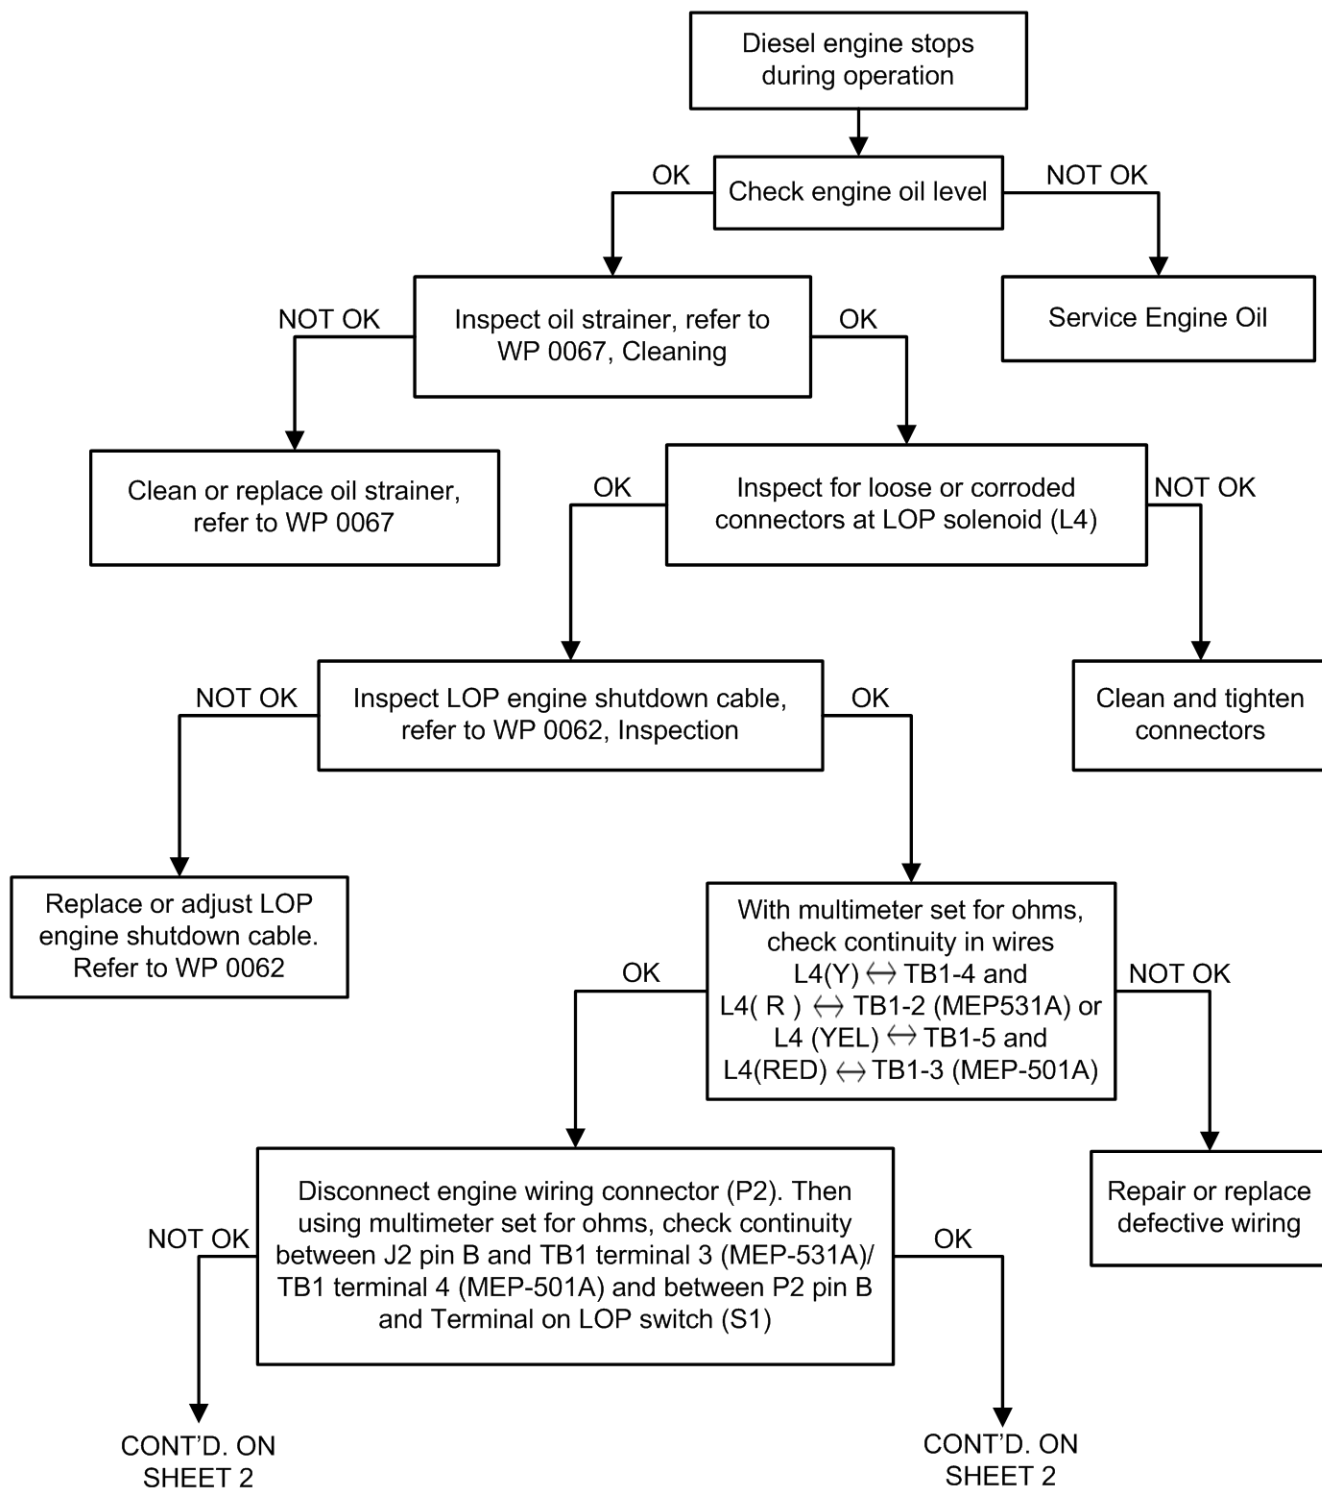 Diesel engine stops
during operation
OK
Check engine oil level
NOT OK
NOT OK
Inspect oil strainer, refer to
WP 0067, Cleaning
OK
Service Engine Oil
Clean or replace oil strainer,
refer to WP 0067
OK
Inspect for loose or corroded
connectors at LOP solenoid (L4)
NOT OK
NOT OK
Inspect LOP engine shutdown cable,
refer to WP 0062, Inspection
OK
Clean and tighten
connectors
Replace or adjust LOP
engine shutdown cable.
Refer to WP 0062
OK
With multimeter set for ohms,
check continuity in wires
L4(Y) ↔ TB1-4 and
L4( R ) ↔ TB1-2 (MEP531A) or
L4 (YEL) ↔ TB1-5 and
L4(RED) ↔ TB1-3 (MEP-501A)
NOT OK
NOT OK
Disconnect engine wiring connector (P2). Then
using multimeter set for ohms, check continuity
between J2 pin B and TB1 terminal 3 (MEP-531A)/
TB1 terminal 4 (MEP-501A) and between P2 pin B
and Terminal on LOP switch (S1)
OK
Repair or replace
defective wiring
CONT'D. ON
SHEET 2
CONT'D. ON
SHEET 2